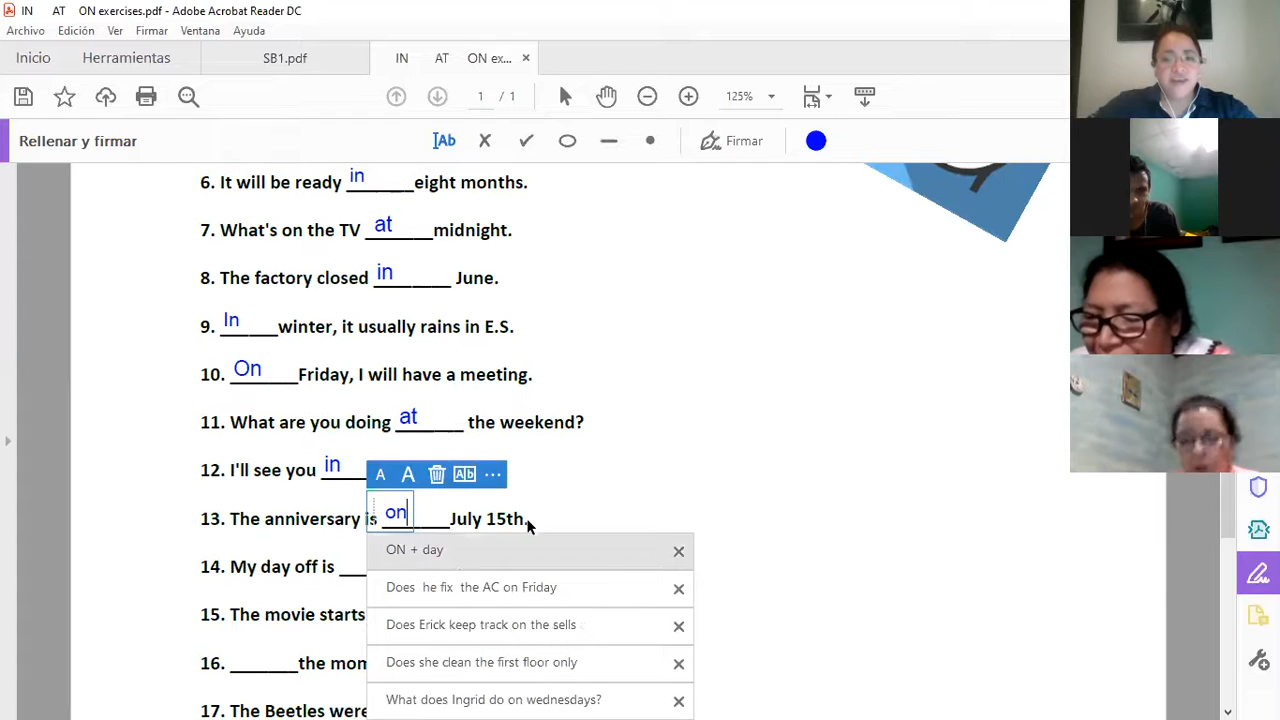 IN AT ON exercises.pdf - Adobe Acrobat Reader DC
Archivo Edición Ver Firmar Ventana Ayuda
Inicio Herramientas SB1.pdf IN AT ON ex... ×
1 / 1 125%
Rellenar y firmar Ab Firmar
6. It will be ready in eight months.
7. What's on the TV at midnight.
8. The factory closed in June.
9. In winter, it usually rains in E.S.
10. On Friday, I will have a meeting.
11. What are you doing at the weekend?
12. I'll see you in
A A Ab ...
13. The anniversary is on July 15th.
ON + day
14. My day off is
Does he fix the AC on Friday
15. The movie starts
Does Erick keep track on the sells
16. _______the mon
Does she clean the first floor only
What does Ingrid do on wednesdays?
17. The Beetles were